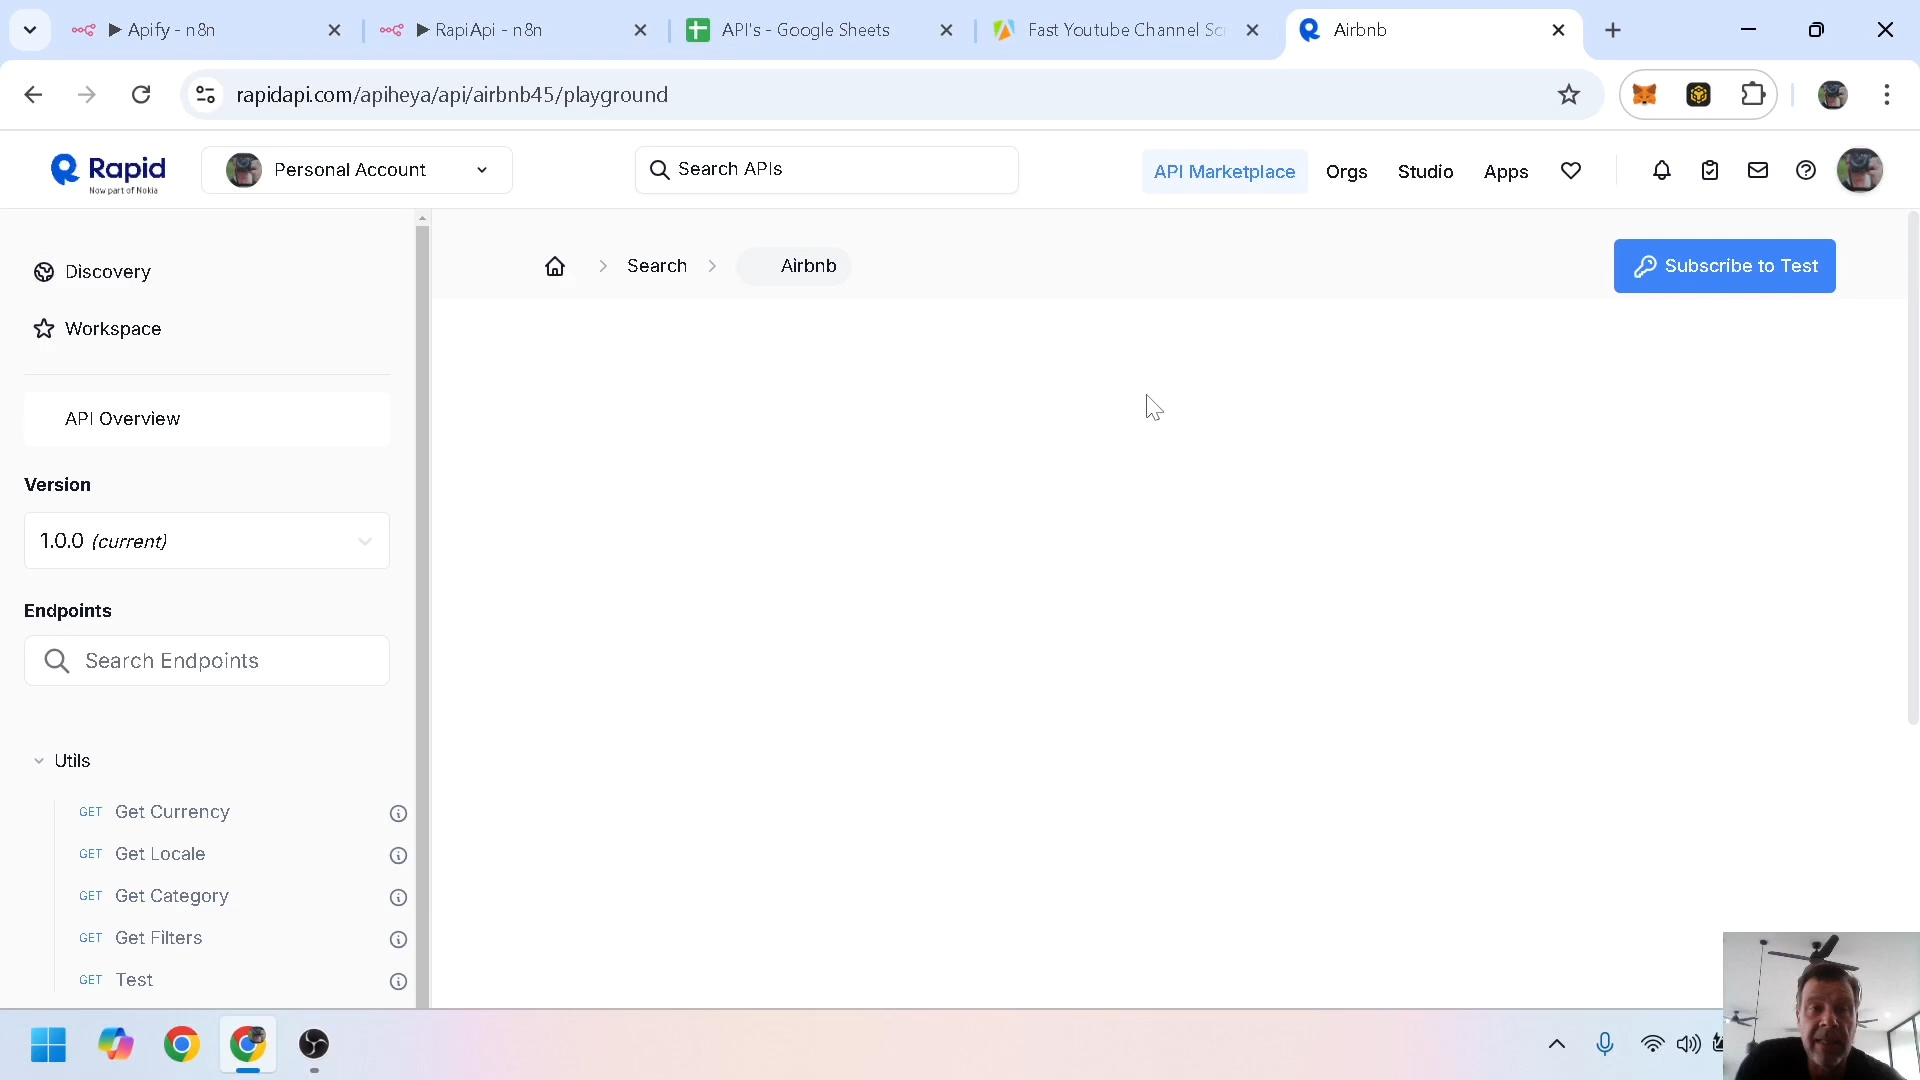 ▶ Apify - n8n
▶ RapiApi - n8n
API's - Google Sheets
Fast Youtube Channel Scr
Airbnb
rapidapi.com/apiheya/api/airbnb45/playground
Rapid
Now part of Nokia
Personal Account
Search APIs
API Marketplace
Orgs
Studio
Apps
Discovery
Workspace
Search
Airbnb
Subscribe to Test
API Overview
Version
1.0.0 (current)
Endpoints
Search Endpoints
Utils
GET Get Currency
GET Get Locale
GET Get Category
GET Get Filters
GET Test